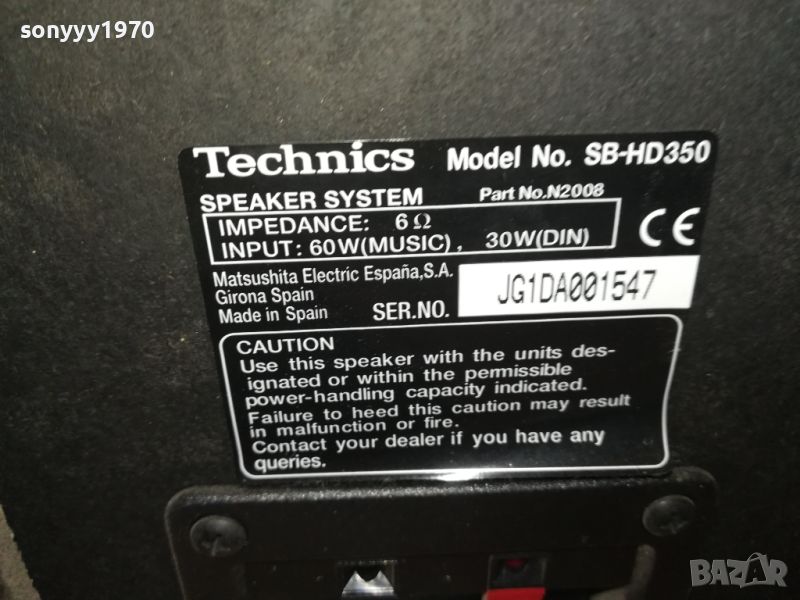 sonyyy1970
Technics Model No. SB-HD350
SPEAKER SYSTEM Part No.N2008
IMPEDANCE: 6Ω
INPUT: 60W(MUSIC), 30W(DIN)
CE
Matsushita Electric España,S.A.
Girona Spain
Made in Spain SER.NO. JG1DA001547
CAUTION
Use this speaker with the units des-
ignated or within the permissible
power-handling capacity indicated.
Failure to heed this caution may result
in malfunction or fire.
Contact your dealer if you have any
queries.
BAZAR